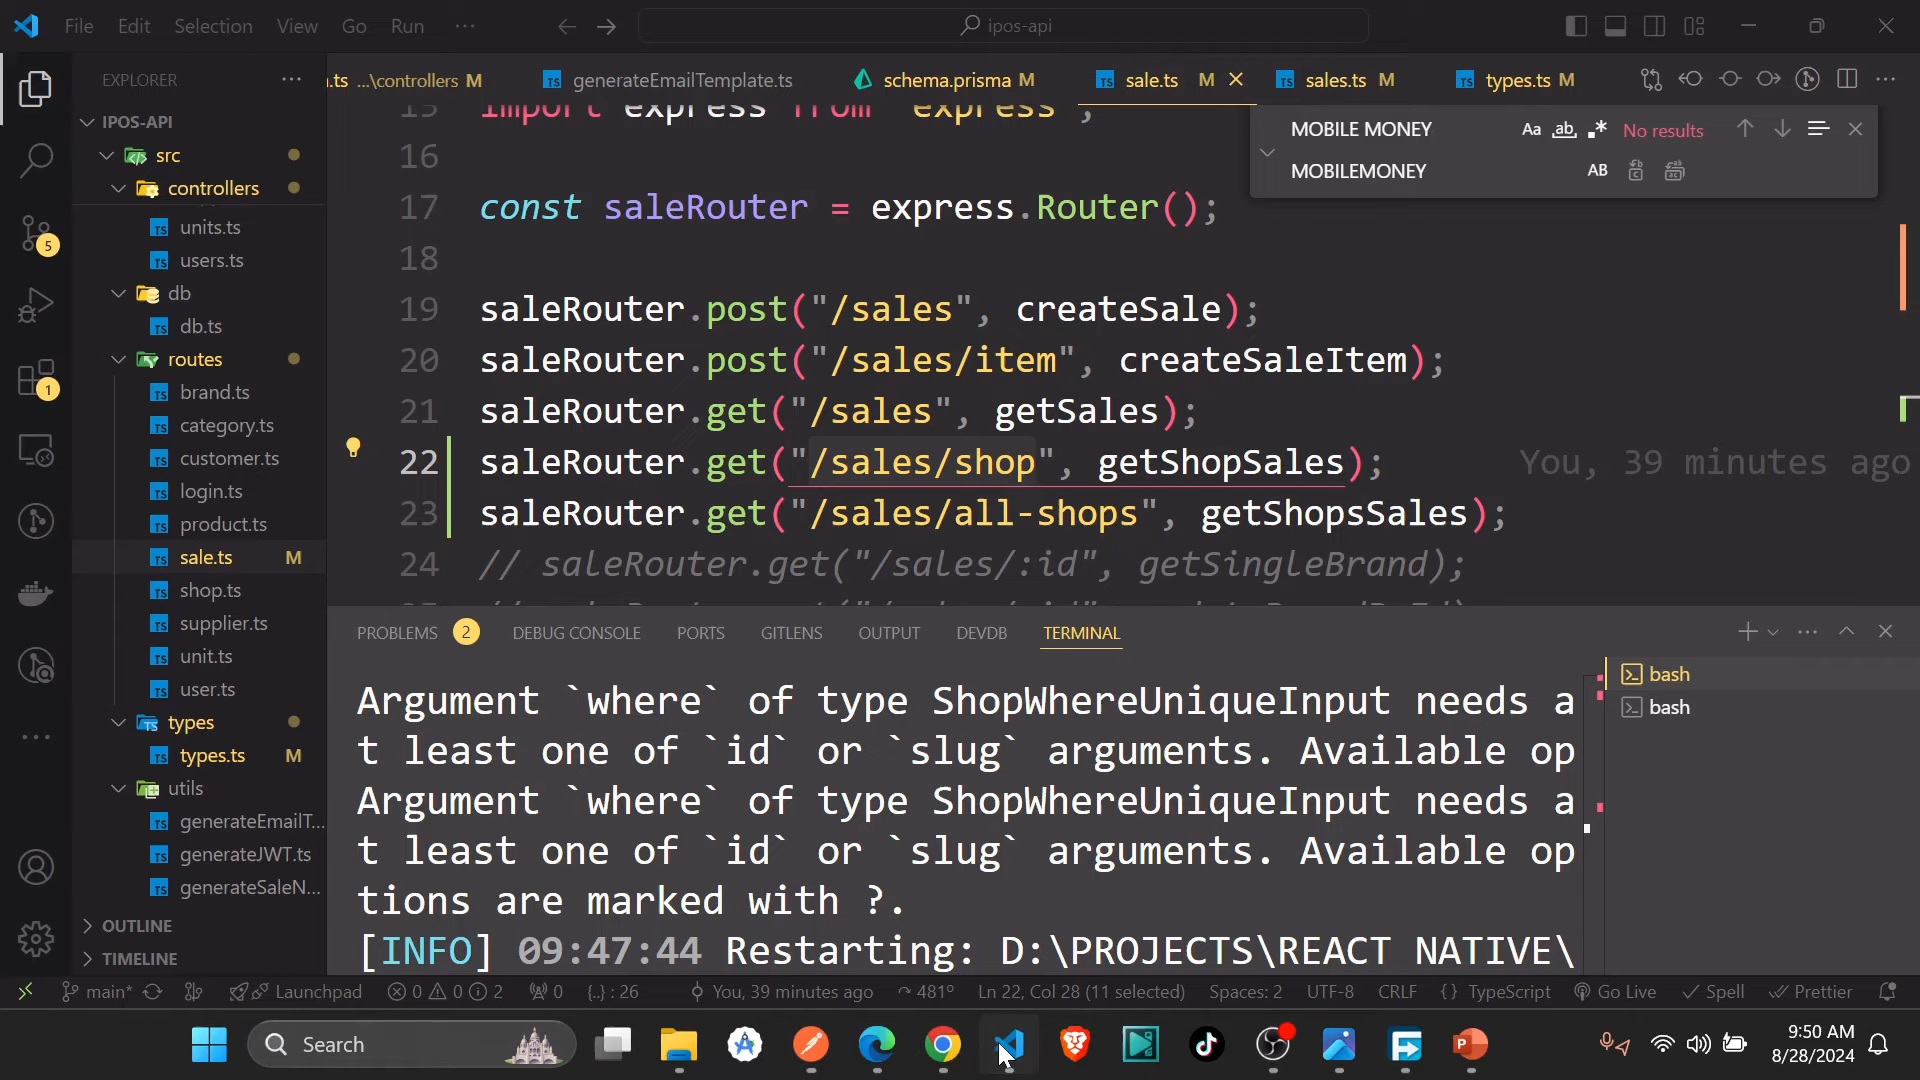 File Edit Selection View Go Run ··· ipos-api
EXPLORER
.ts ...\controllers M generateEmailTemplate.ts schema.prisma M sale.ts M sales.ts M types.ts M
IPOS-API
src
controllers
units.ts
users.ts
db
db.ts
routes
brand.ts
category.ts
customer.ts
login.ts
product.ts
sale.ts M
shop.ts
supplier.ts
unit.ts
user.ts
types
types.ts M
utils
generateEmailT...
generateJWT.ts
generateSaleN...
OUTLINE
TIMELINE
5
1
MOBILE MONEY Aa ab No results
MOBILEMONEY AB
15 import express from "express";
16
17 const saleRouter = express.Router();
18
19 saleRouter.post("/sales", createSale);
20 saleRouter.post("/sales/item", createSaleItem);
21 saleRouter.get("/sales", getSales);
22 saleRouter.get("/sales/shop", getShopSales); You, 39 minutes ago
23 saleRouter.get("/sales/all-shops", getShopsSales);
24 // saleRouter.get("/sales/:id", getSingleBrand);
PROBLEMS 2 DEBUG CONSOLE PORTS GITLENS OUTPUT DEVDB TERMINAL
Argument `where` of type ShopWhereUniqueInput needs a
t least one of `id` or `slug` arguments. Available op
Argument `where` of type ShopWhereUniqueInput needs a
t least one of `id` or `slug` arguments. Available op
tions are marked with ?.
[INFO] 09:47:44 Restarting: D:\PROJECTS\REACT NATIVE\
bash
bash
main* Launchpad 0 0 2 0 {..} : 26 You, 39 minutes ago 481° Ln 22, Col 28 (11 selected) Spaces: 2 UTF-8 CRLF {} TypeScript Go Live Spell Prettier
Search
9:50 AM
8/28/2024